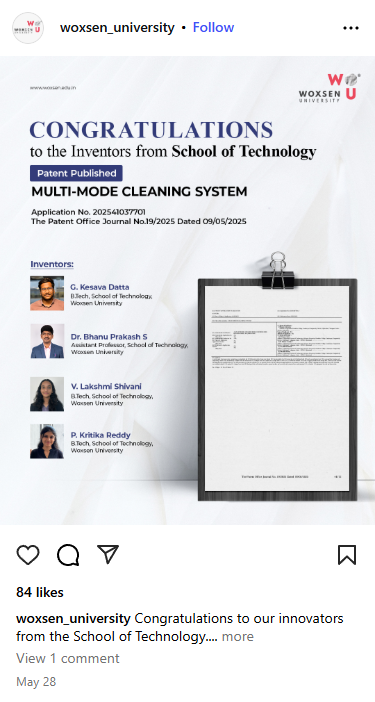 woxsen_university • Follow
www.woxsen.edu.in
WOXSEN
UNIVERSITY
CONGRATULATIONS
to the Inventors from School of Technology
Patent Published
MULTI-MODE CLEANING SYSTEM
Application No. 202541037701
The Patent Office Journal No.19/2025 Dated 09/05/2025
Inventors:
G. Kesava Datta
B.Tech, School of Technology,
Woxsen University
Dr. Bhanu Prakash S
Assistant Professor, School of Technology,
Woxsen University
V. Lakshmi Shivani
B.Tech, School of Technology,
Woxsen University
P. Kritika Reddy
B.Tech, School of Technology,
Woxsen University
84 likes
woxsen_university Congratulations to our innovators
from the School of Technology.... more
View 1 comment
May 28